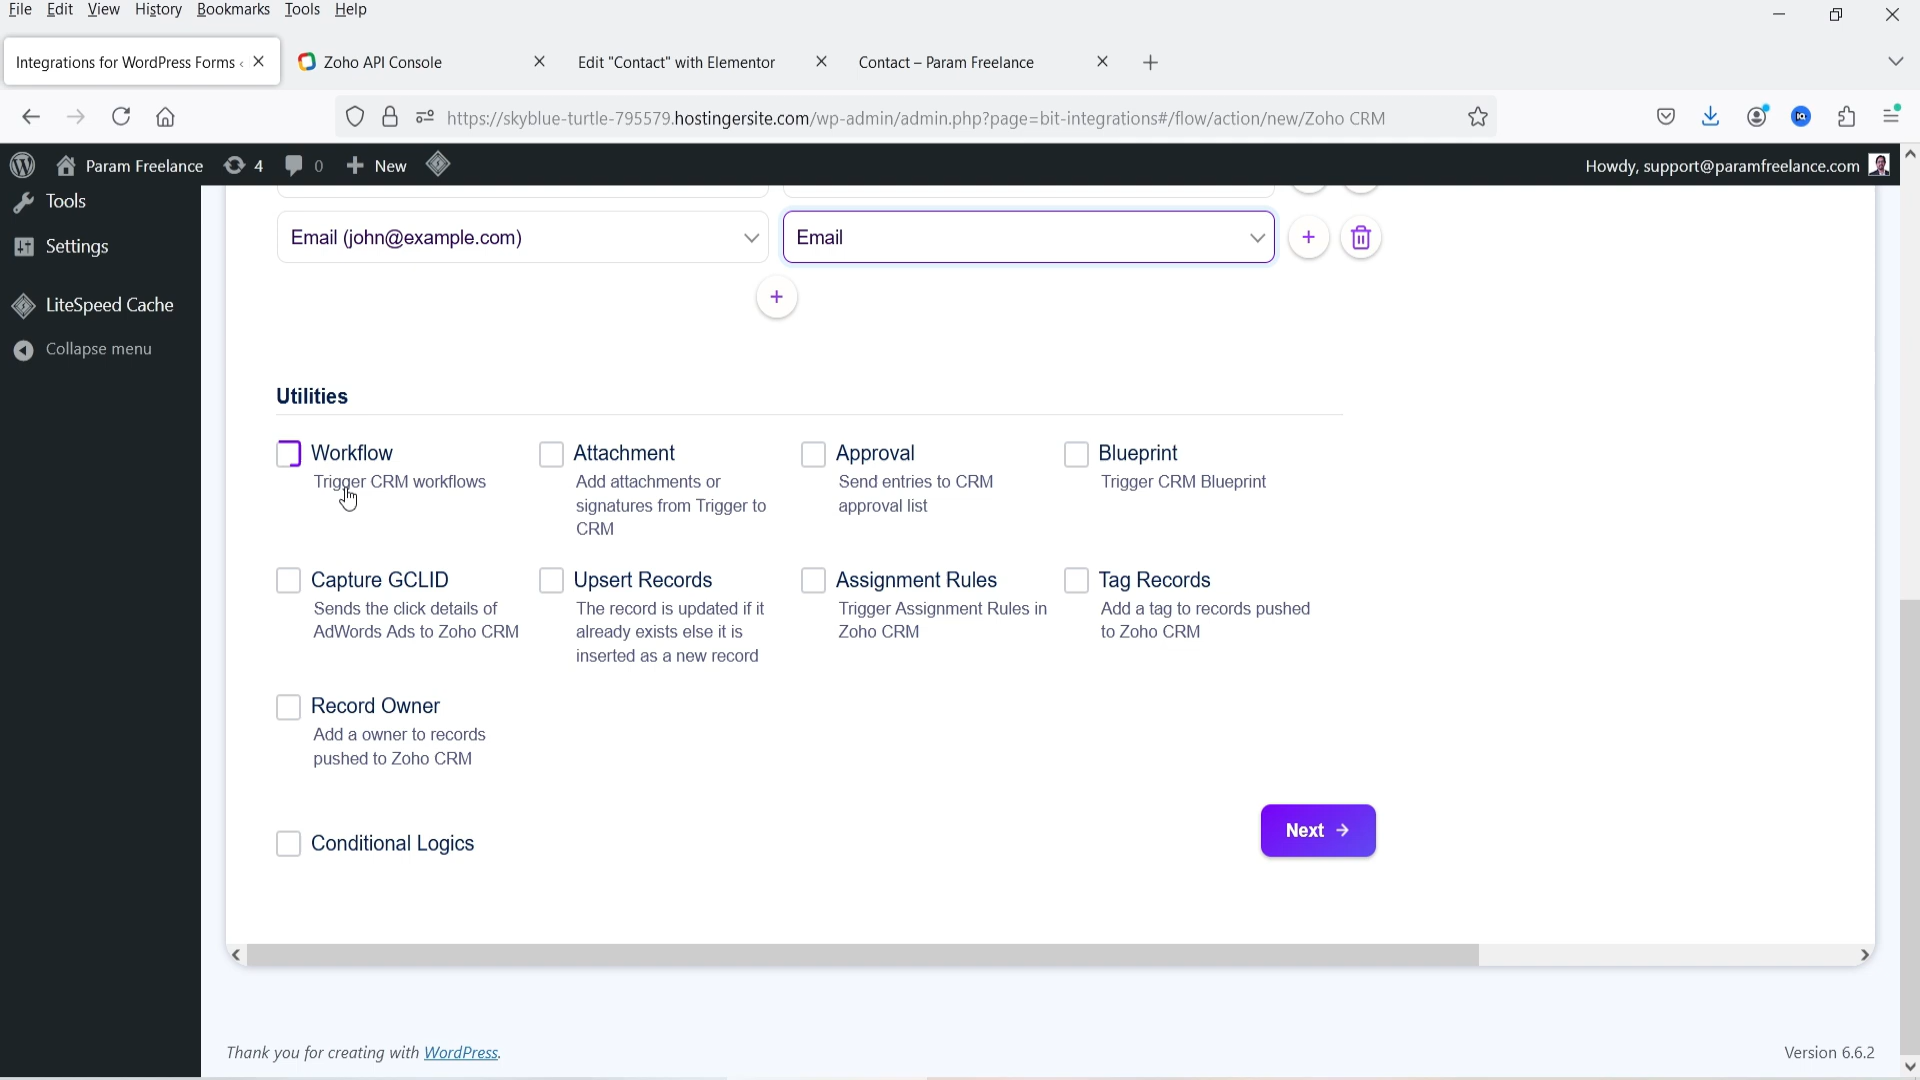 File Edit View History Bookmarks Tools Help
Integrations for WordPress Forms
Zoho API Console
Edit "Contact" with Elementor
Contact – Param Freelance
https://skyblue-turtle-795579.hostingersite.com/wp-admin/admin.php?page=bit-integrations#/flow/action/new/Zoho CRM
Param Freelance 4 0 New
Howdy, support@paramfreelance.com
Tools
Settings
LiteSpeed Cache
Collapse menu
Email (john@example.com)
Email
Utilities
Workflow
Trigger CRM workflows
Attachment
Add attachments or
signatures from Trigger to
CRM
Approval
Send entries to CRM
approval list
Blueprint
Trigger CRM Blueprint
Capture GCLID
Sends the click details of
AdWords Ads to Zoho CRM
Upsert Records
The record is updated if it
already exists else it is
inserted as a new record
Assignment Rules
Trigger Assignment Rules in
Zoho CRM
Tag Records
Add a tag to records pushed
to Zoho CRM
Record Owner
Add a owner to records
pushed to Zoho CRM
Conditional Logics
Next
Thank you for creating with WordPress.
Version 6.6.2